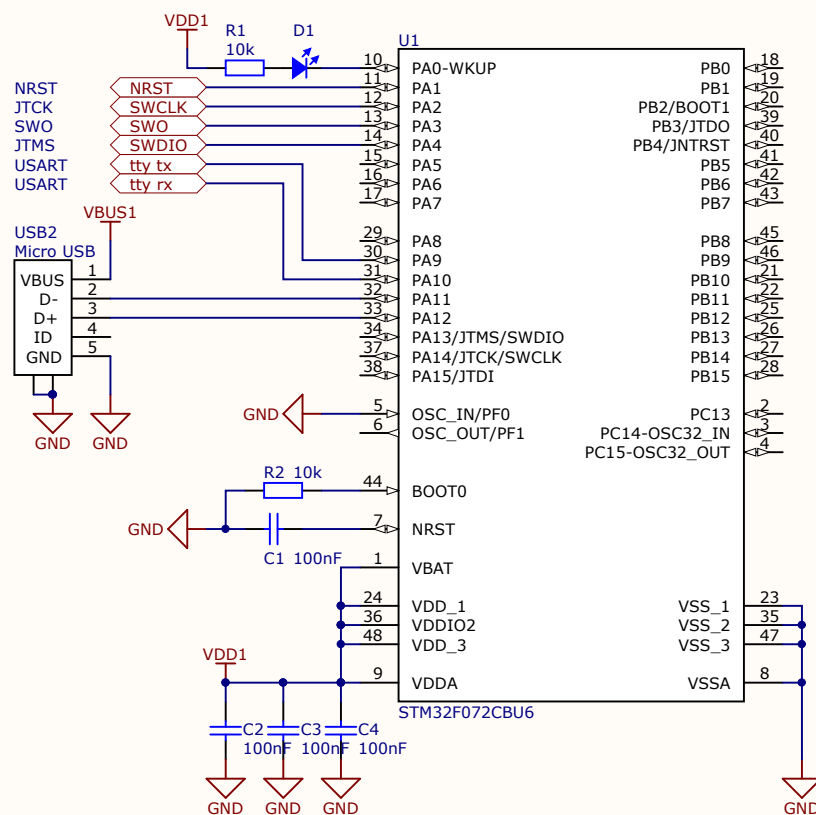 VDD1
R1
10k
D1
U1
NRST
JTCK
SWO
JTMS
USART
USART
NRST
SWCLK
SWO
SWDIO
tty tx
tty rx
VBUS1
USB2
Micro USB
VBUS 1
D- 2
D+ 3
ID 4
GND 5
GND
GND
10 PA0-WKUP
11 PA1
12 PA2
13 PA3
14 PA4
15 PA5
16 PA6
17 PA7
29 PA8
30 PA9
31 PA10
32 PA11
33 PA12
34 PA13/JTMS/SWDIO
37 PA14/JTCK/SWCLK
38 PA15/JTDI
GND
5 OSC_IN/PF0
6 OSC_OUT/PF1
R2 10k
44 BOOT0
GND
7 NRST
C1 100nF
1 VBAT
24 VDD_1
36 VDDIO2
48 VDD_3
9 VDDA
PB0 18
PB1 19
PB2/BOOT1 20
PB3/JTDO 39
PB4/JNTRST 40
PB5 41
PB6 42
PB7 43
PB8 45
PB9 46
PB10 21
PB11 22
PB12 25
PB13 26
PB14 27
PB15 28
PC13 2
PC14-OSC32_IN 3
PC15-OSC32_OUT 4
VSS_1 23
VSS_2 35
VSS_3 47
VSSA 8
STM32F072CBU6
VDD1
C2
100nF
C3
100nF
C4
100nF
GND
GND
GND
GND